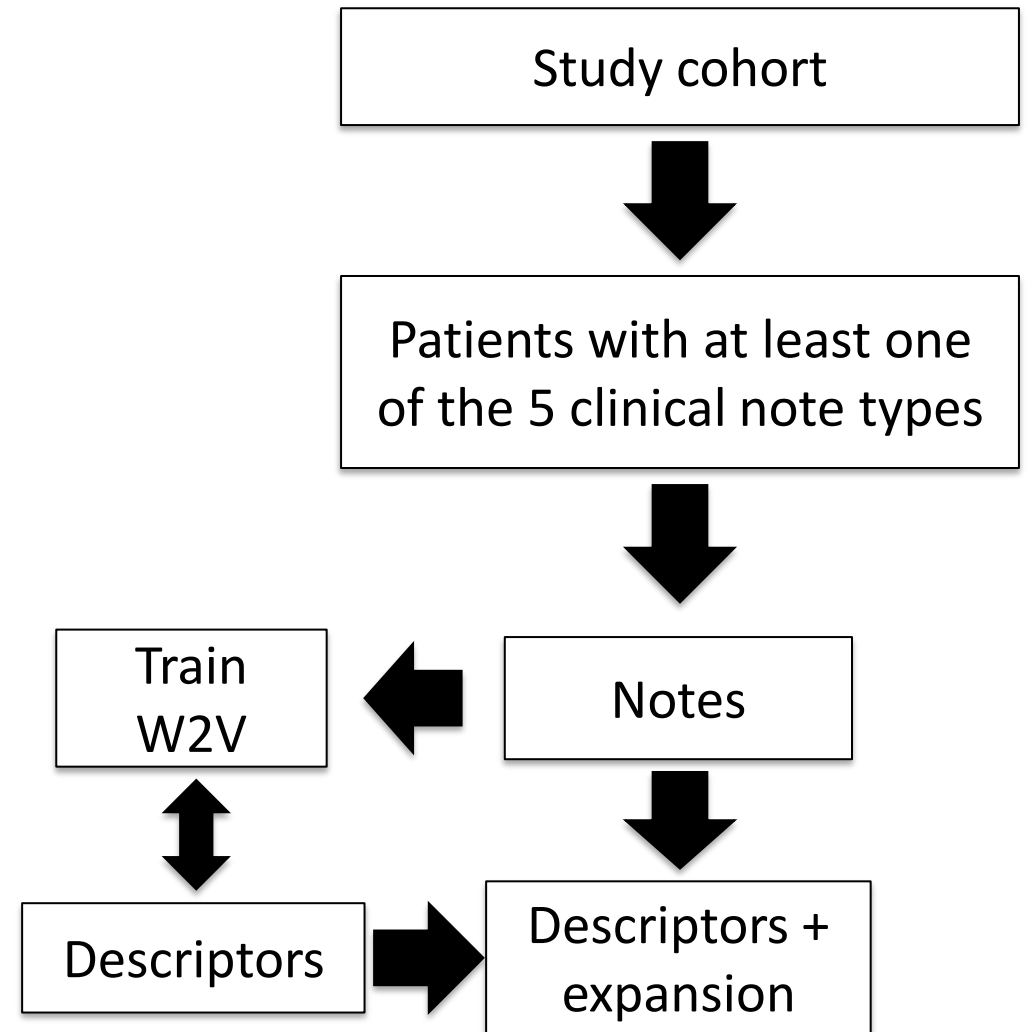 Study cohort
Patients with at least one
of the 5 clinical note types
Train
W2V
Notes
Descriptors
Descriptors +
expansion